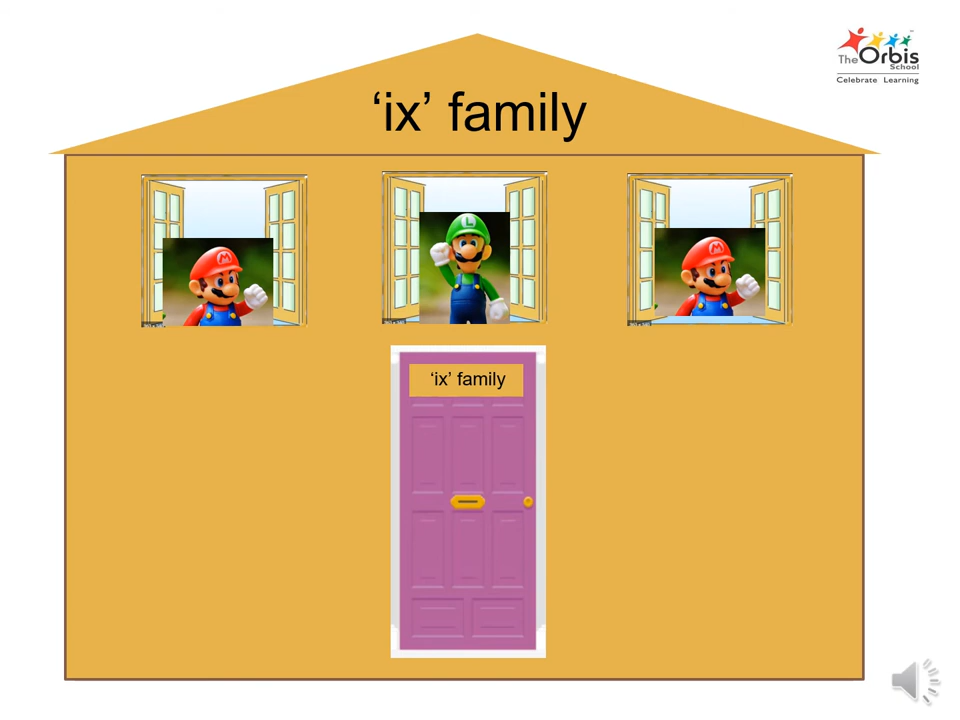 The Orbis
School
Celebrate Learning
‘ix’ family
M
L
M
‘ix’ family